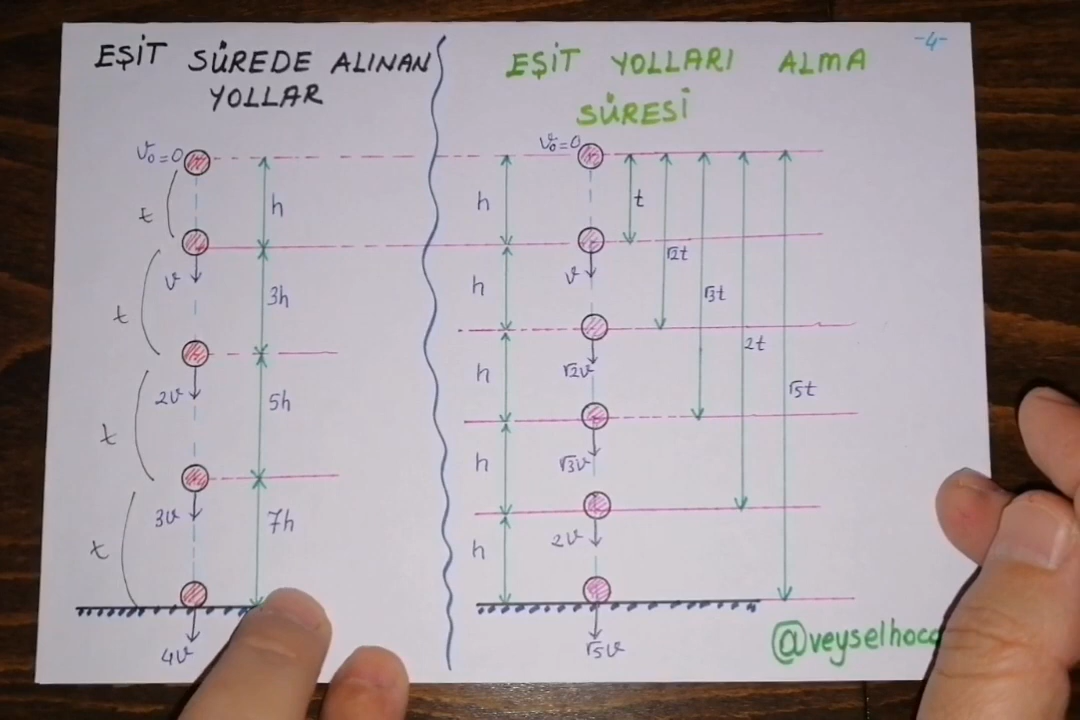 EŞİT SÜREDE ALINAN
YOLLAR
v₀=0
t
h
v
t
3h
2v
t
5h
3v
t
7h
4v
-4-
EŞİT YOLLARI ALMA
SÜRESİ
v₀=0
h
t
v
h
√2t
√2v
h
√3t
√3v
h
2t
2v
h
√5t
√5v